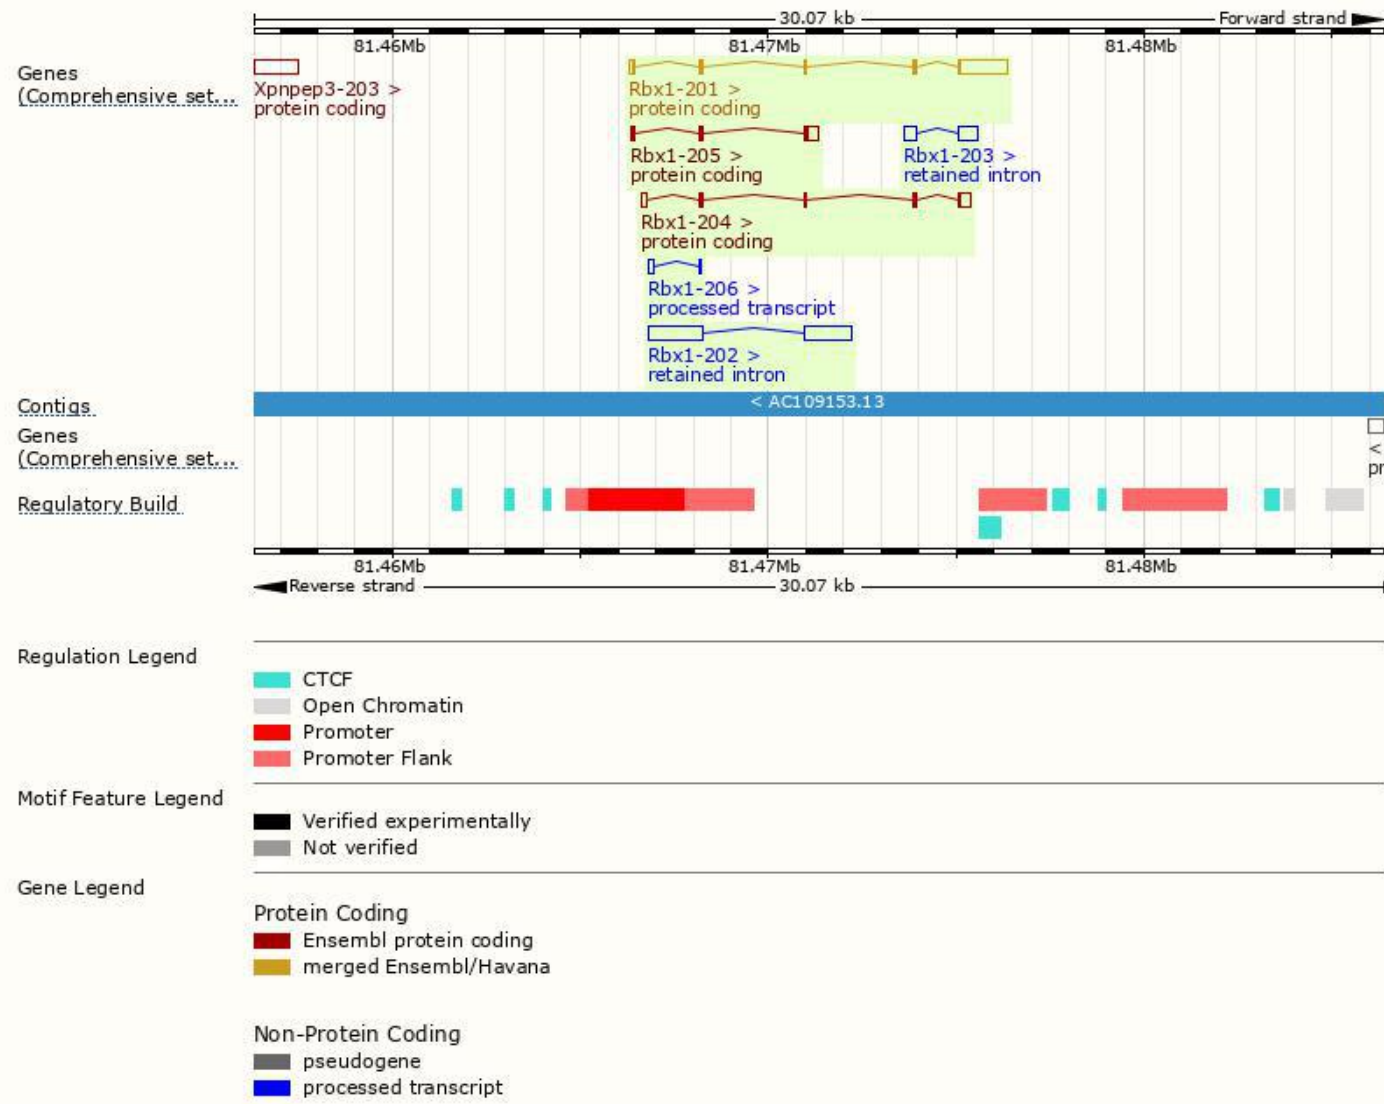 30.07 kb
Forward strand
81.46Mb 81.47Mb 81.48Mb
Genes
(Comprehensive set...
Xpnpep3-203 >
protein coding
Rbx1-201 >
protein coding
Rbx1-205 >
protein coding
Rbx1-203 >
retained intron
Rbx1-204 >
protein coding
Rbx1-206 >
processed transcript
Rbx1-202 >
retained intron
Contigs
< AC109153.13
Genes
(Comprehensive set...
<
pr
Regulatory Build
81.46Mb 81.47Mb 81.48Mb
Reverse strand
30.07 kb
Regulation Legend
CTCF
Open Chromatin
Promoter
Promoter Flank
Motif Feature Legend
Verified experimentally
Not verified
Gene Legend
Protein Coding
Ensembl protein coding
merged Ensembl/Havana
Non-Protein Coding
pseudogene
processed transcript